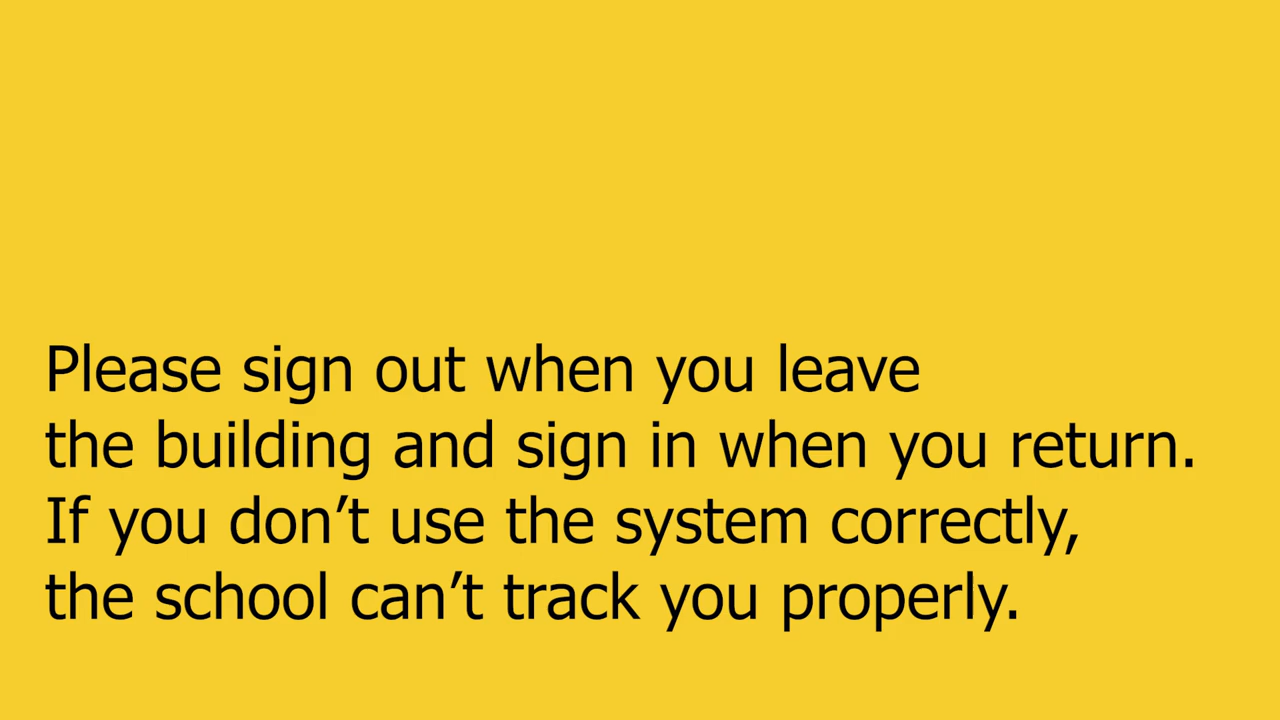 Please sign out when you leave
the building and sign in when you return.
If you don’t use the system correctly,
the school can’t track you properly.